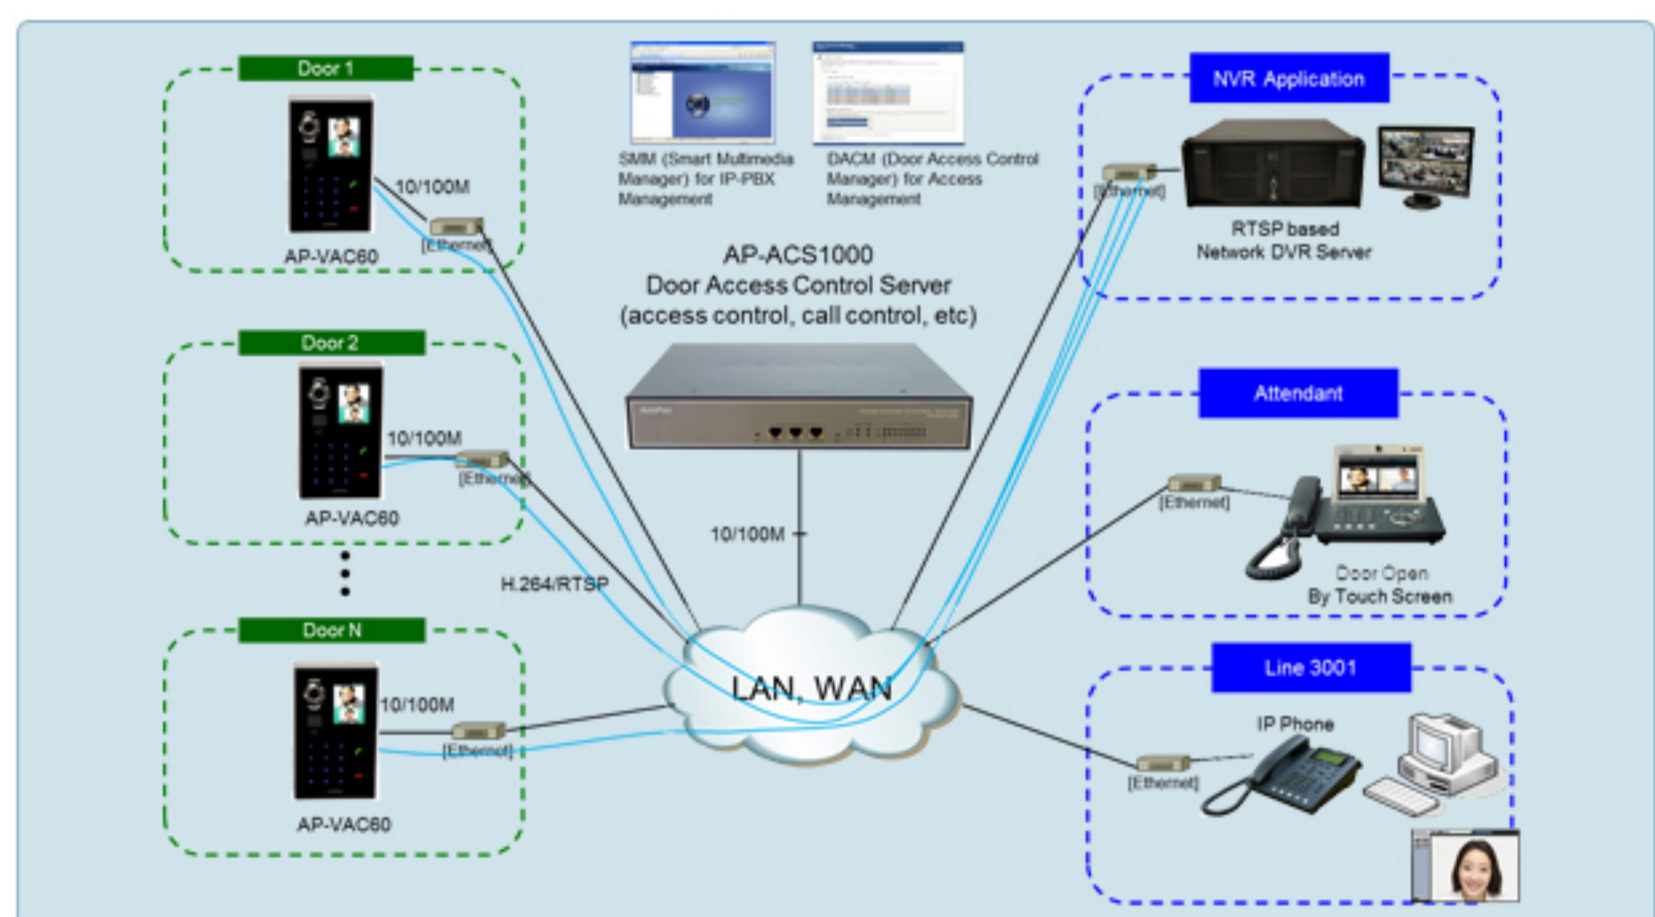 Door 1
10/100M
[Ethernet]
AP-VAC60
Door 2
10/100M
[Ethernet]
AP-VAC60
H.264/RTSP
Door N
10/100M
[Ethernet]
AP-VAC60
SMM (Smart Multimedia
Manager) for IP-PBX
Management
DACM (Door Access Control
Manager) for Access
Management
AP-ACS1000
Door Access Control Server
(access control, call control, etc)
10/100M
LAN, WAN
NVR Application
[Ethernet]
RTSP based
Network DVR Server
Attendant
[Ethernet]
Door Open
By Touch Screen
Line 3001
IP Phone
[Ethernet]